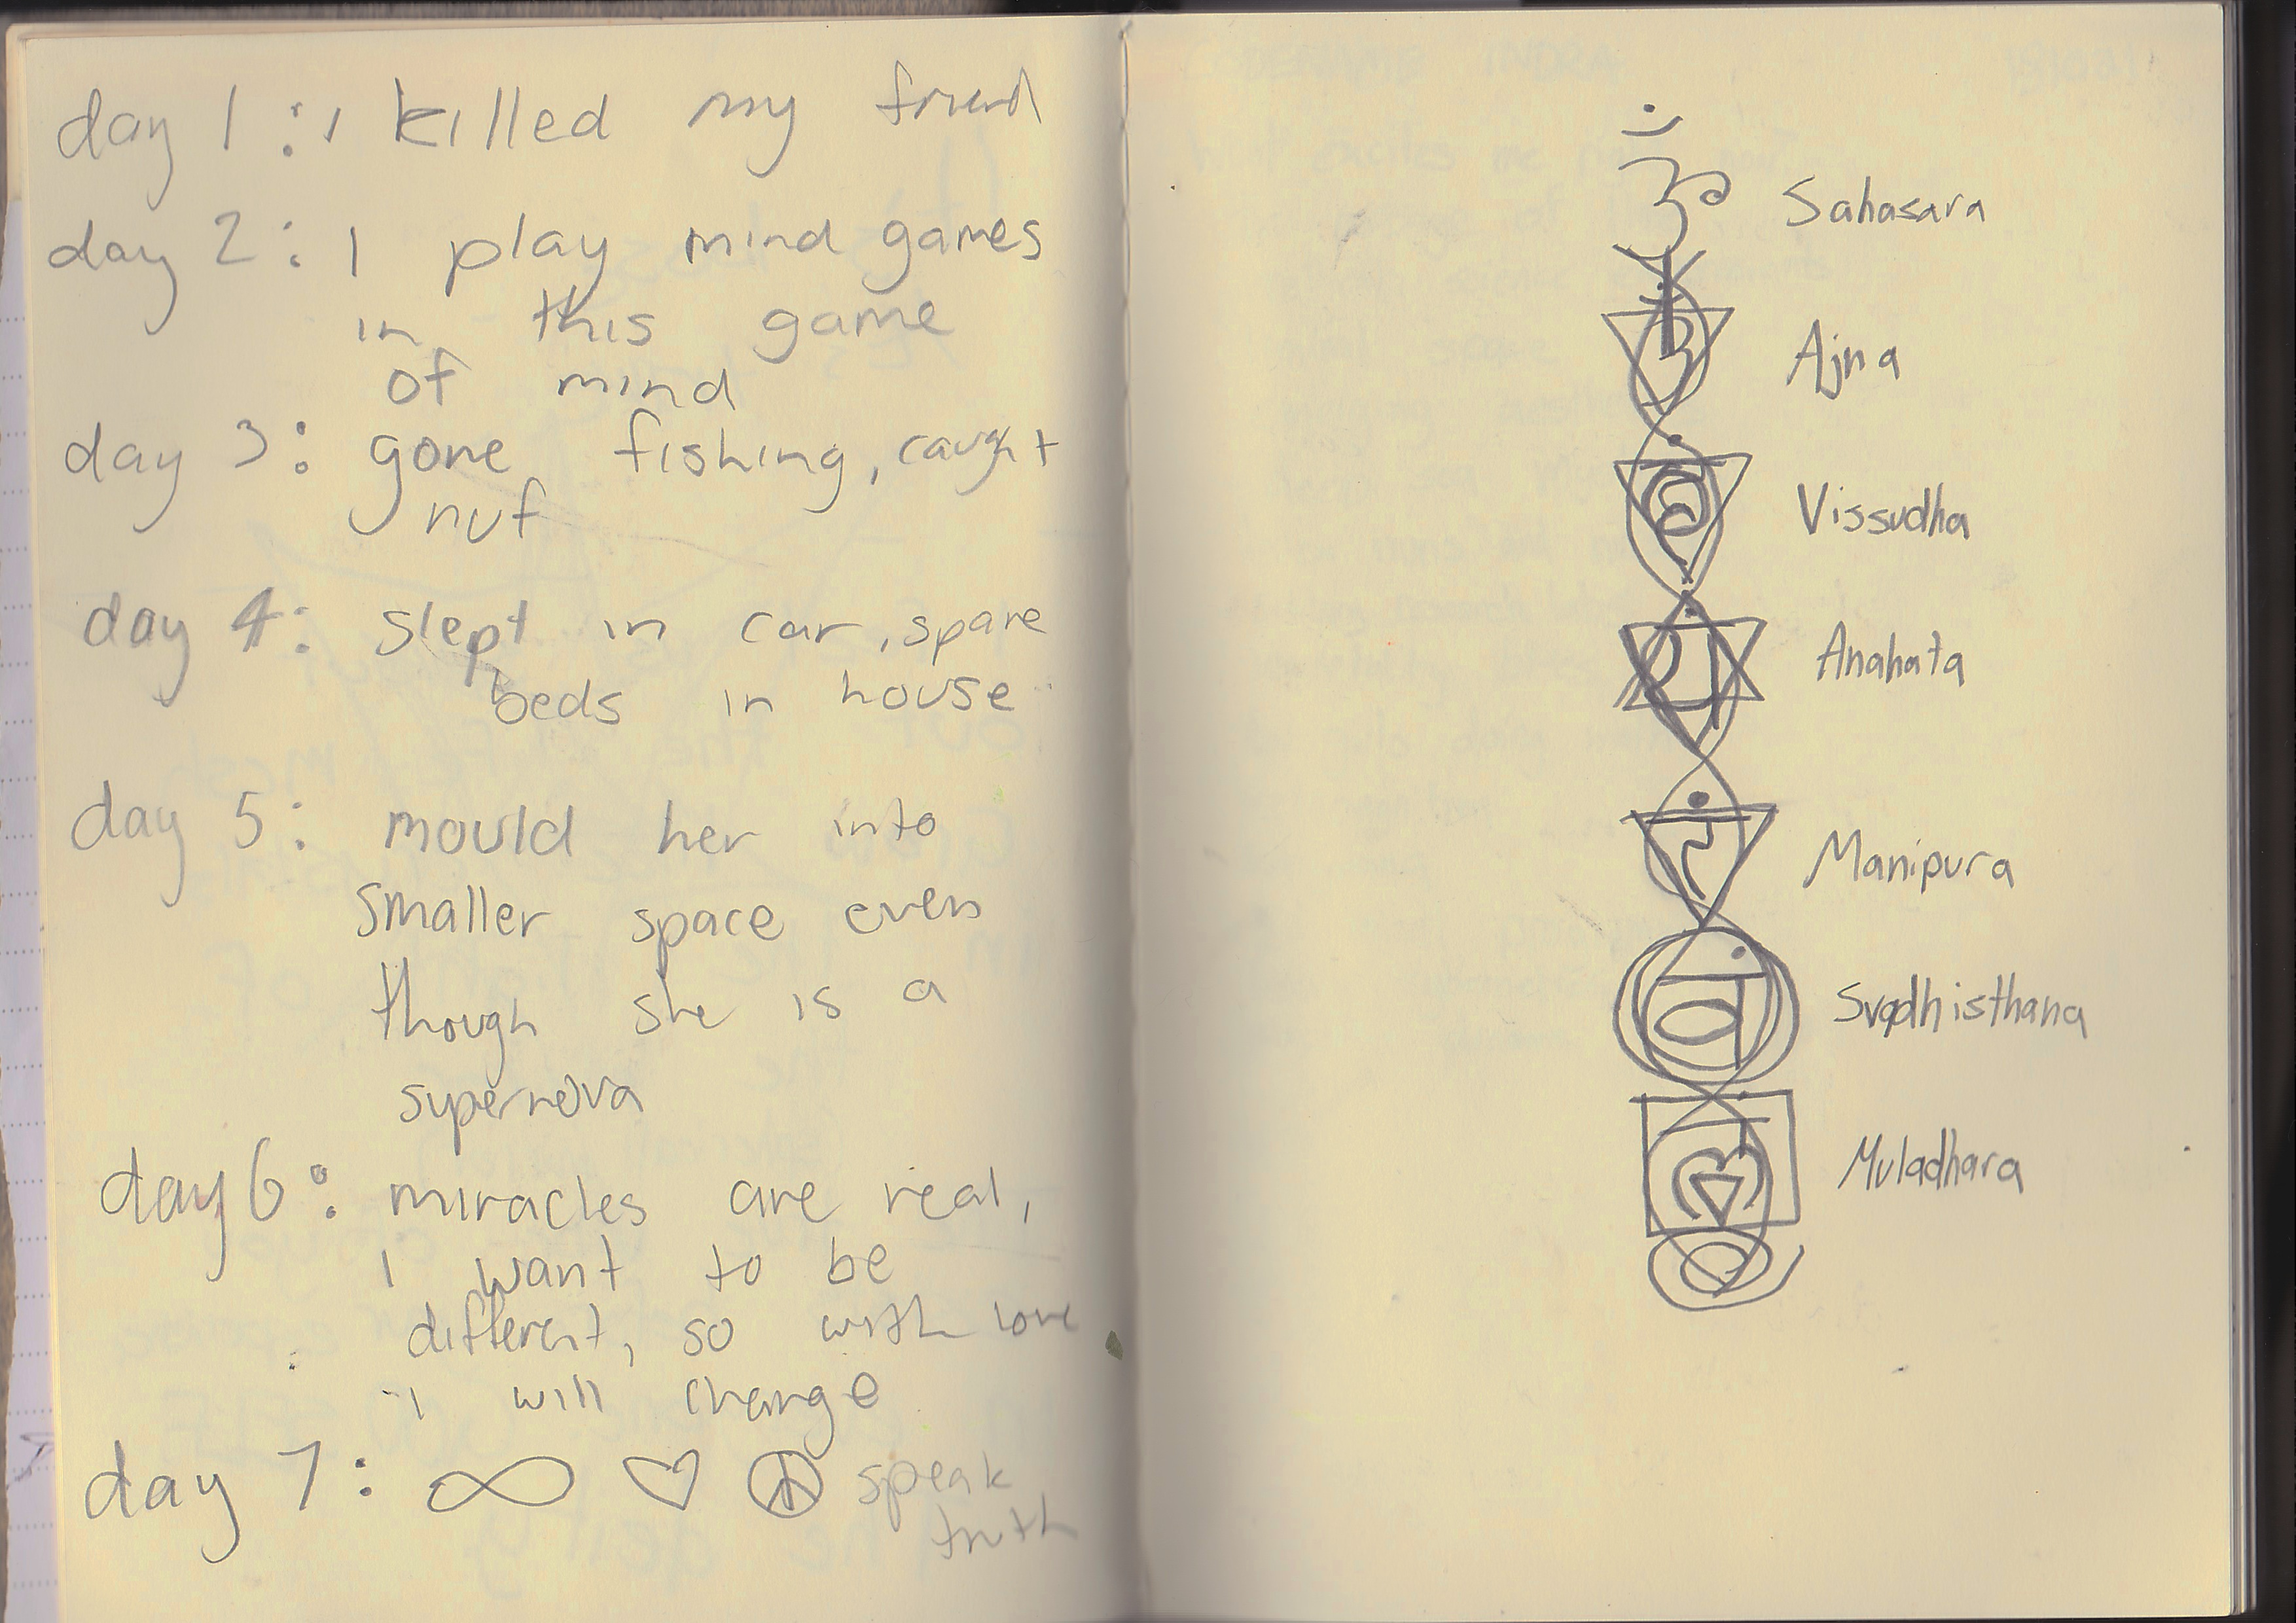 day 1: i killed my friend
day 2: I play mind games
in this game
of mind
day 3: gone fishing, caught
nuf
day 4: slept in car, spare
beds in house
day 5: mould her into
smaller space even
though she is a
supernova
day 6: miracles are real,
I want to be
different, so with love
i will change
day 7: ∞ ♡ ☮ speak
truth
ॐ Sahasara
Ajna
Vissudha
Anahata
Manipura
Svadhisthana
Muladhara